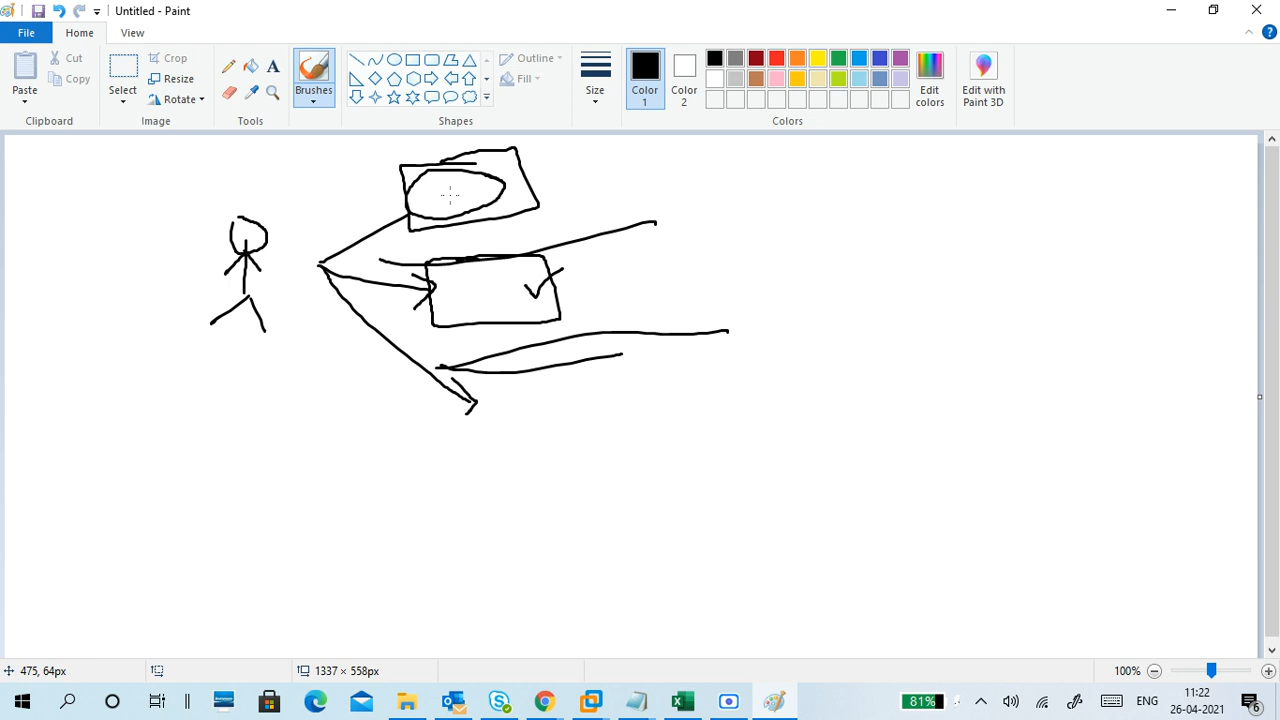 Untitled - Paint
File Home View
Paste
Cut
Copy
Clipboard
Select
Crop
Resize
Rotate
Image
Tools
Brushes
Shapes
Outline
Fill
Size
Color 1
Color 2
Edit colors
Colors
Edit with Paint 3D
475, 64px
1337 × 558px
100%
81%
ENG
11:22
26-04-2021
6